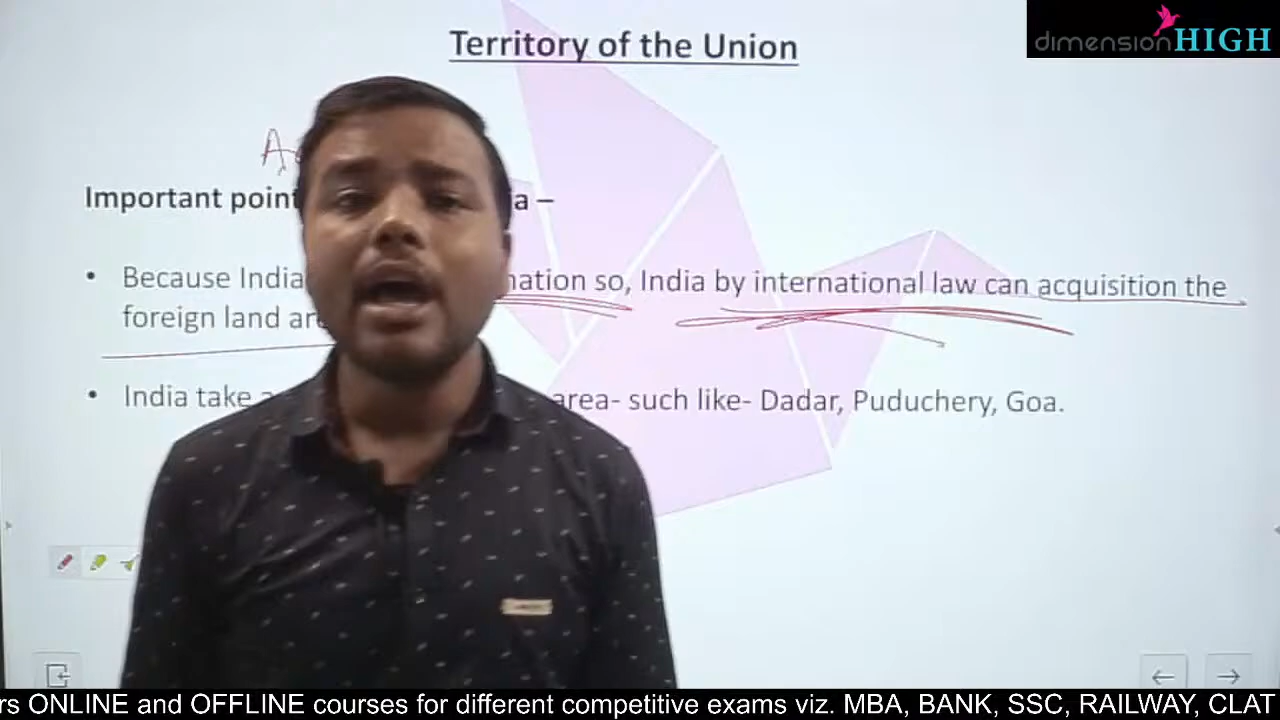 Territory of the Union
dimension HIGH
Important point a –
• Because India nation so, India by international law can acquisition the
foreign land
• India take area- such like- Dadar, Puduchery, Goa.
rs ONLINE and OFFLINE courses for different competitive exams viz. MBA, BANK, SSC, RAILWAY, CLAT